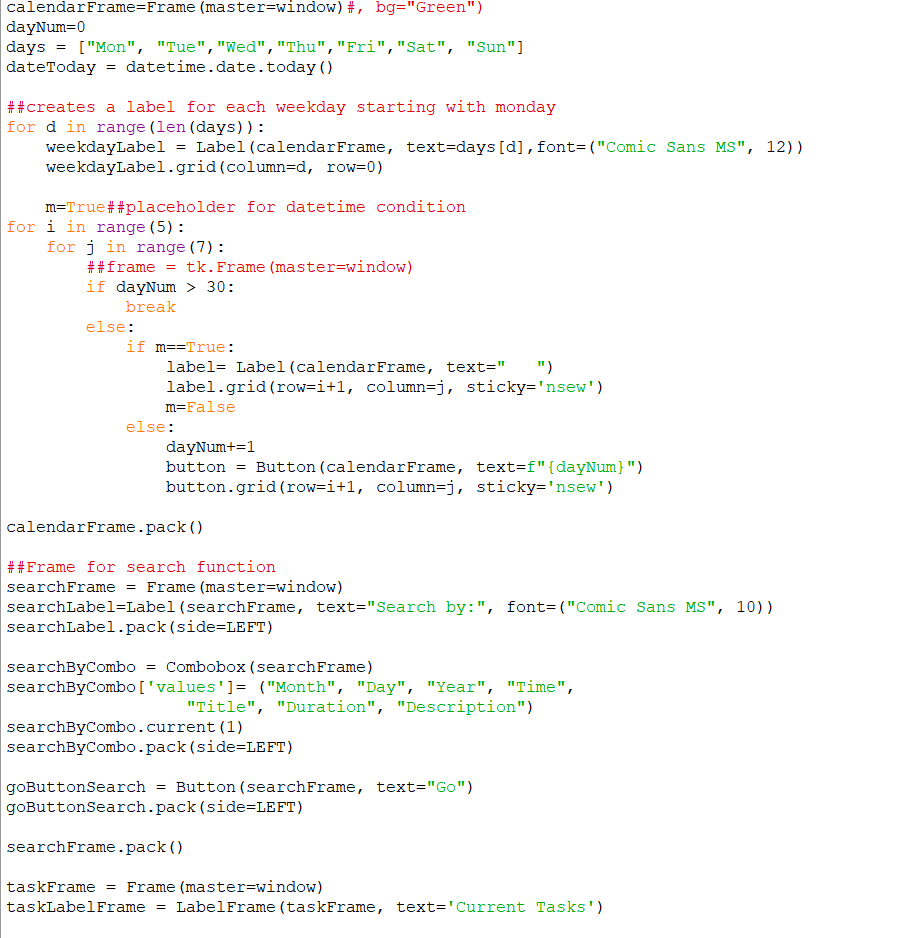 calendarFrame=Frame(master=window)#, bg="Green")
dayNum=0
days = ["Mon", "Tue","Wed","Thu","Fri","Sat", "Sun"]
dateToday = datetime.date.today()

##creates a label for each weekday starting with monday
for d in range(len(days)):
    weekdayLabel = Label(calendarFrame, text=days[d],font=("Comic Sans MS", 12))
    weekdayLabel.grid(column=d, row=0)

    m=True##placeholder for datetime condition
for i in range(5):
    for j in range(7):
        ##frame = tk.Frame(master=window)
        if dayNum > 30:
            break
        else:
            if m==True:
                label= Label(calendarFrame, text="   ")
                label.grid(row=i+1, column=j, sticky='nsew')
                m=False
            else:
                dayNum+=1
                button = Button(calendarFrame, text=f"{dayNum}")
                button.grid(row=i+1, column=j, sticky='nsew')

calendarFrame.pack()

##Frame for search function
searchFrame = Frame(master=window)
searchLabel=Label(searchFrame, text="Search by:", font=("Comic Sans MS", 10))
searchLabel.pack(side=LEFT)

searchByCombo = Combobox(searchFrame)
searchByCombo['values']= ("Month", "Day", "Year", "Time",
                  "Title", "Duration", "Description")
searchByCombo.current(1)
searchByCombo.pack(side=LEFT)

goButtonSearch = Button(searchFrame, text="Go")
goButtonSearch.pack(side=LEFT)

searchFrame.pack()

taskFrame = Frame(master=window)
taskLabelFrame = LabelFrame(taskFrame, text='Current Tasks')